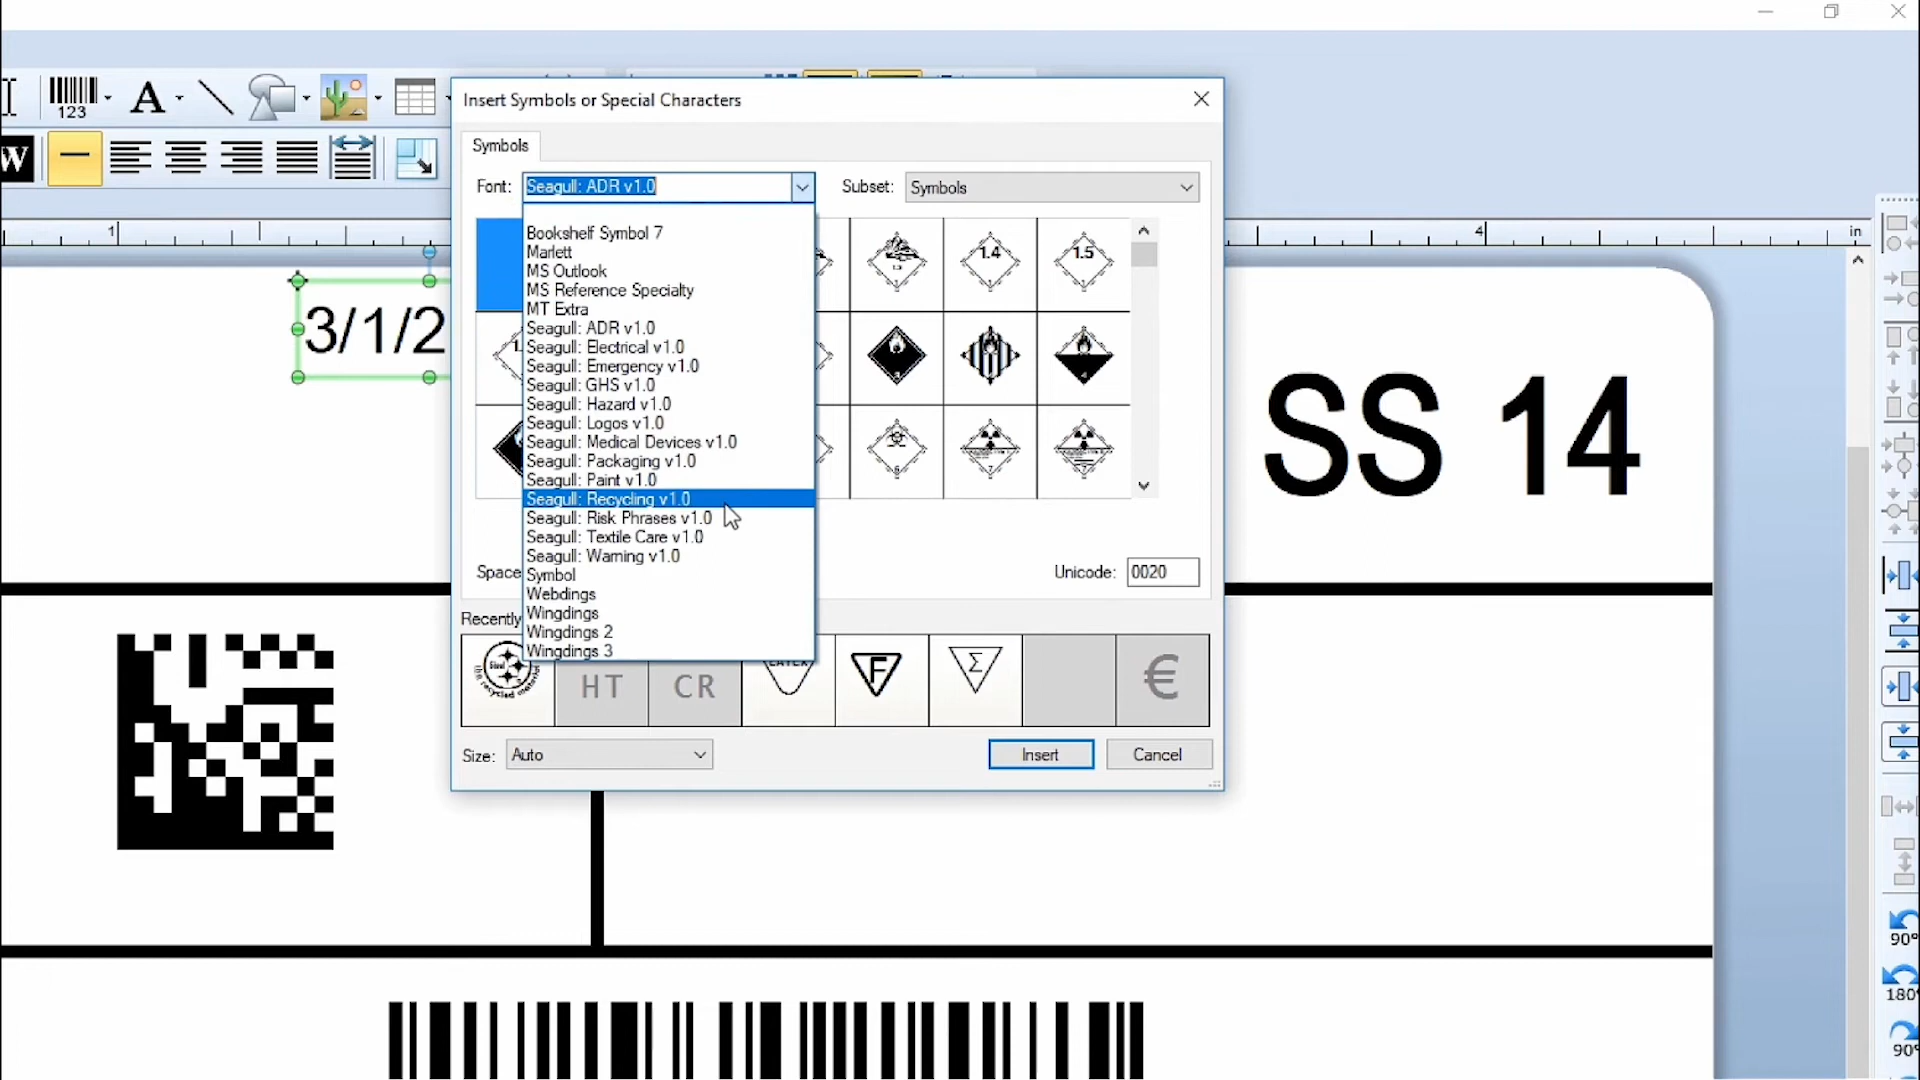 123
A
W
Insert Symbols or Special Characters
Symbols
Font: Seagull: ADR v1.0
Subset: Symbols
Bookshelf Symbol 7
Marlett
MS Outlook
MS Reference Specialty
MT Extra
Seagull: ADR v1.0
Seagull: Electrical v1.0
Seagull: Emergency v1.0
Seagull: GHS v1.0
Seagull: Hazard v1.0
Seagull: Logos v1.0
Seagull: Medical Devices v1.0
Seagull: Packaging v1.0
Seagull: Paint v1.0
Seagull: Recycling v1.0
Seagull: Risk Phrases v1.0
Seagull: Textile Care v1.0
Seagull: Warning v1.0
Symbol
Webdings
Wingdings
Wingdings 2
Wingdings 3
1.4
1.5
Space
Unicode: 0020
Recently
HT
CR
F
Σ
€
Size: Auto
Insert
Cancel
1
4
in
3/1/2
SS 14
90°
180°
90°